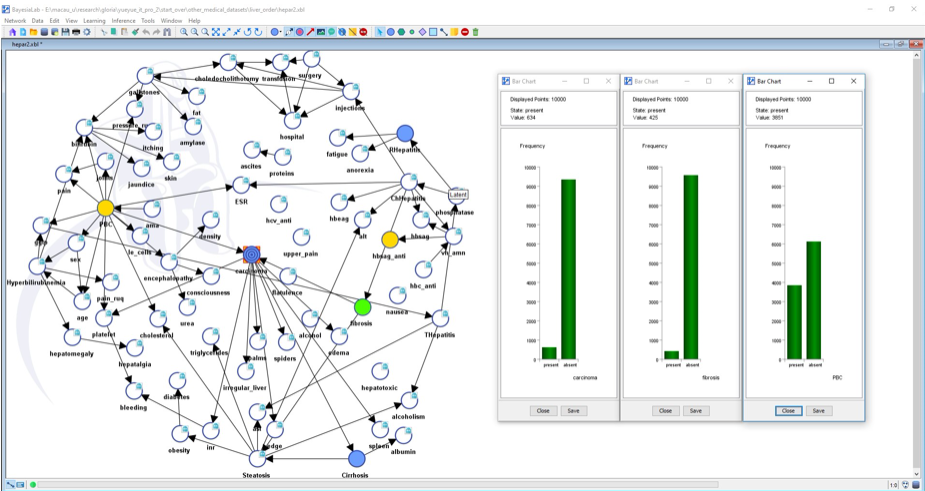 BayesiaLab - E:\macau_u\research\gloria\yueyue_it_pro_2\start_over\other_medical_datasets\liver_order\hepar2.xbl
Network Data Edit View Learning Inference Tools Window Help
hepar2.xbl *
choledocholithotomy
transfusion
surgery
gallstones
injections
fat
pressure_ruq
bilirubin
itching
amylase
hospital
RHepatitis
fatigue
anorexia
ascites
proteins
pain
joints
jaundice
skin
ESR
ChHepatitis
Latent
phosphatase
PBC
ama
density
hcv_anti
hbeag
alt
hbsag
ggtp
le_cells
upper_pain
hbsag_anti
vh_amn
sex
encephalopathy
carcinoma
hbc_anti
Hyperbilirubinemia
consciousness
flatulence
nausea
pain_ruq
age
urea
fibrosis
platelet
cholesterol
alcohol
THepatitis
hepatomegaly
hepatalgia
triglycerides
palms
spiders
edema
irregular_liver
hepatotoxic
diabetes
bleeding
ast
alcoholism
obesity
inr
edge
spleen
albumin
Steatosis
Cirrhosis
Bar Chart
Displayed Points: 10000
State: present
Value: 634
Frequency
10000
9000
8000
7000
6000
5000
4000
3000
2000
1000
0
present absent
carcinoma
Close Save
Bar Chart
Displayed Points: 10000
State: present
Value: 425
Frequency
10000
9000
8000
7000
6000
5000
4000
3000
2000
1000
0
present absent
fibrosis
Close Save
Bar Chart
Displayed Points: 10000
State: present
Value: 3851
Frequency
10000
9000
8000
7000
6000
5000
4000
3000
2000
1000
0
present absent
PBC
Close Save
1:0